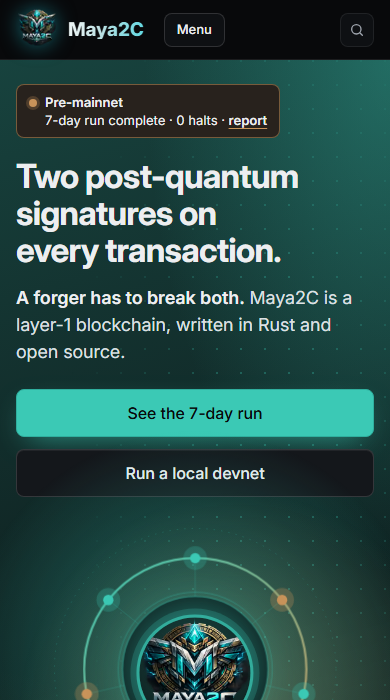 MAYA2C
Maya2C
Menu
Pre-mainnet
7-day run complete · 0 halts · report
Two post-quantum
signatures on
every transaction.
A forger has to break both. Maya2C is a
layer-1 blockchain, written in Rust and
open source.
See the 7-day run
Run a local devnet
MAYA2C